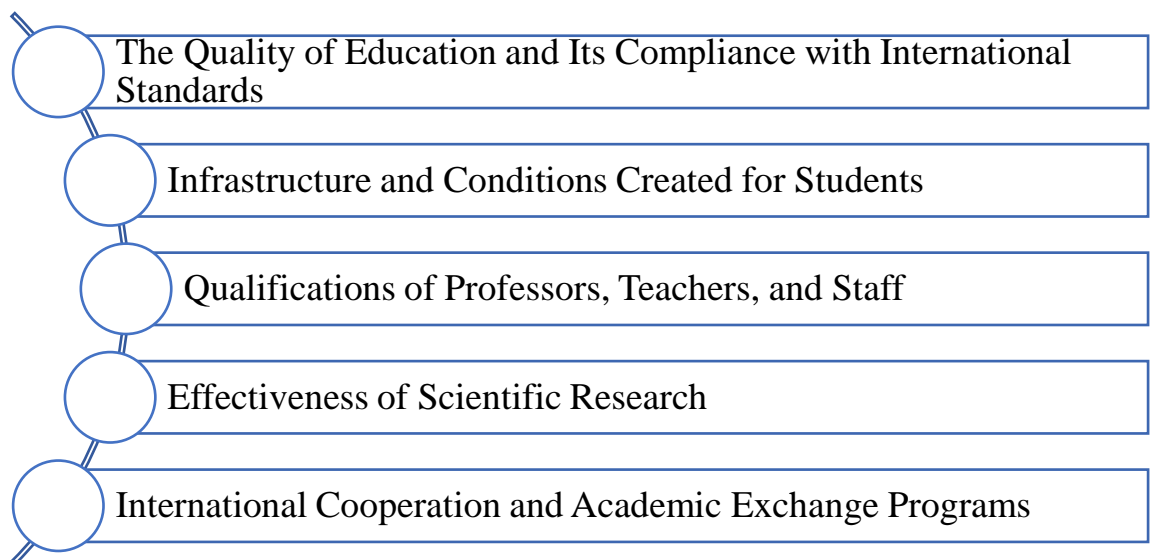 The Quality of Education and Its Compliance with International
Standards
Infrastructure and Conditions Created for Students
Qualifications of Professors, Teachers, and Staff
Effectiveness of Scientific Research
International Cooperation and Academic Exchange Programs